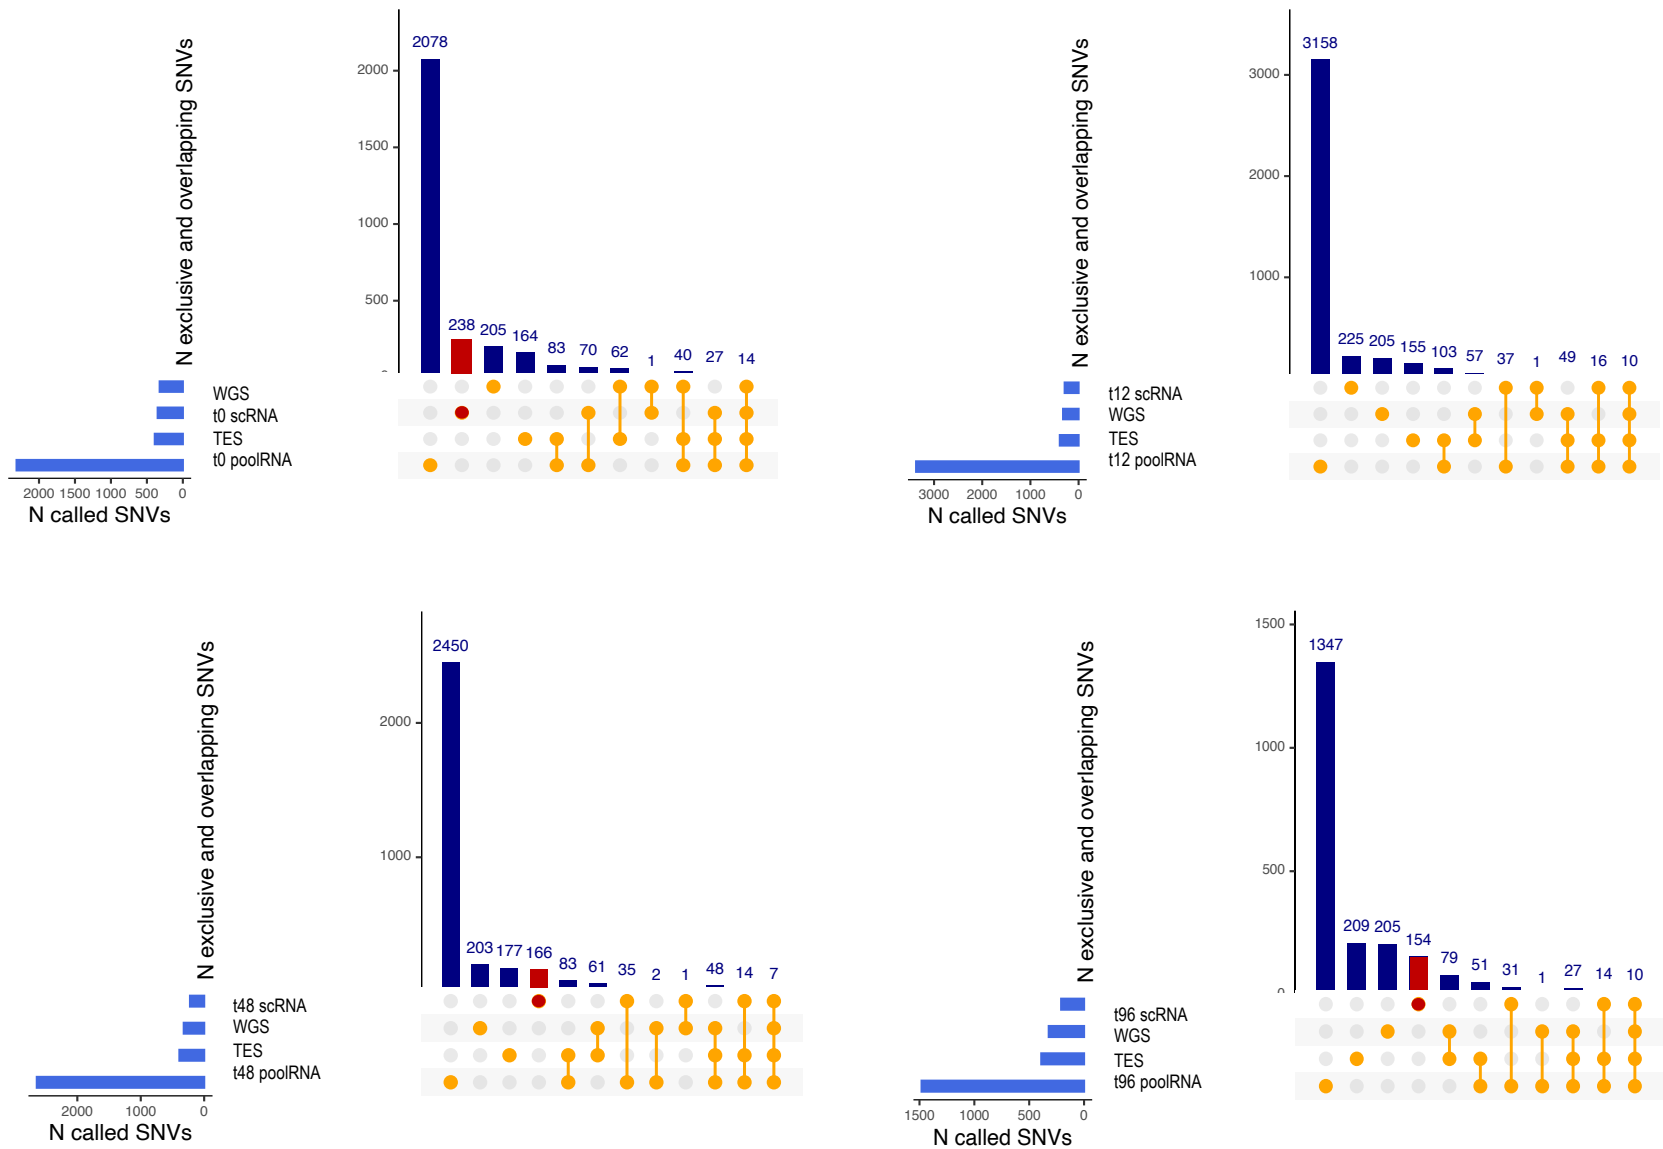 N exclusive and overlapping SNVs
2000
1500
1000
500
0
2078
238
205
164
83
70
62
1
40
27
14
WGS
t0 scRNA
TES
t0 poolRNA
2000 1500 1000 500 0
N called SNVs
N exclusive and overlapping SNVs
3000
2000
1000
3158
225
205
155
103
57
37
1
49
16
10
t12 scRNA
WGS
TES
t12 poolRNA
3000 2000 1000 0
N called SNVs
N exclusive and overlapping SNVs
2000
1000
2450
203
177
166
83
61
35
2
1
48
14
7
t48 scRNA
WGS
TES
t48 poolRNA
2000 1000 0
N called SNVs
N exclusive and overlapping SNVs
1500
1000
500
0
1347
209
205
154
79
51
31
1
27
14
10
t96 scRNA
WGS
TES
t96 poolRNA
1500 1000 500 0
N called SNVs